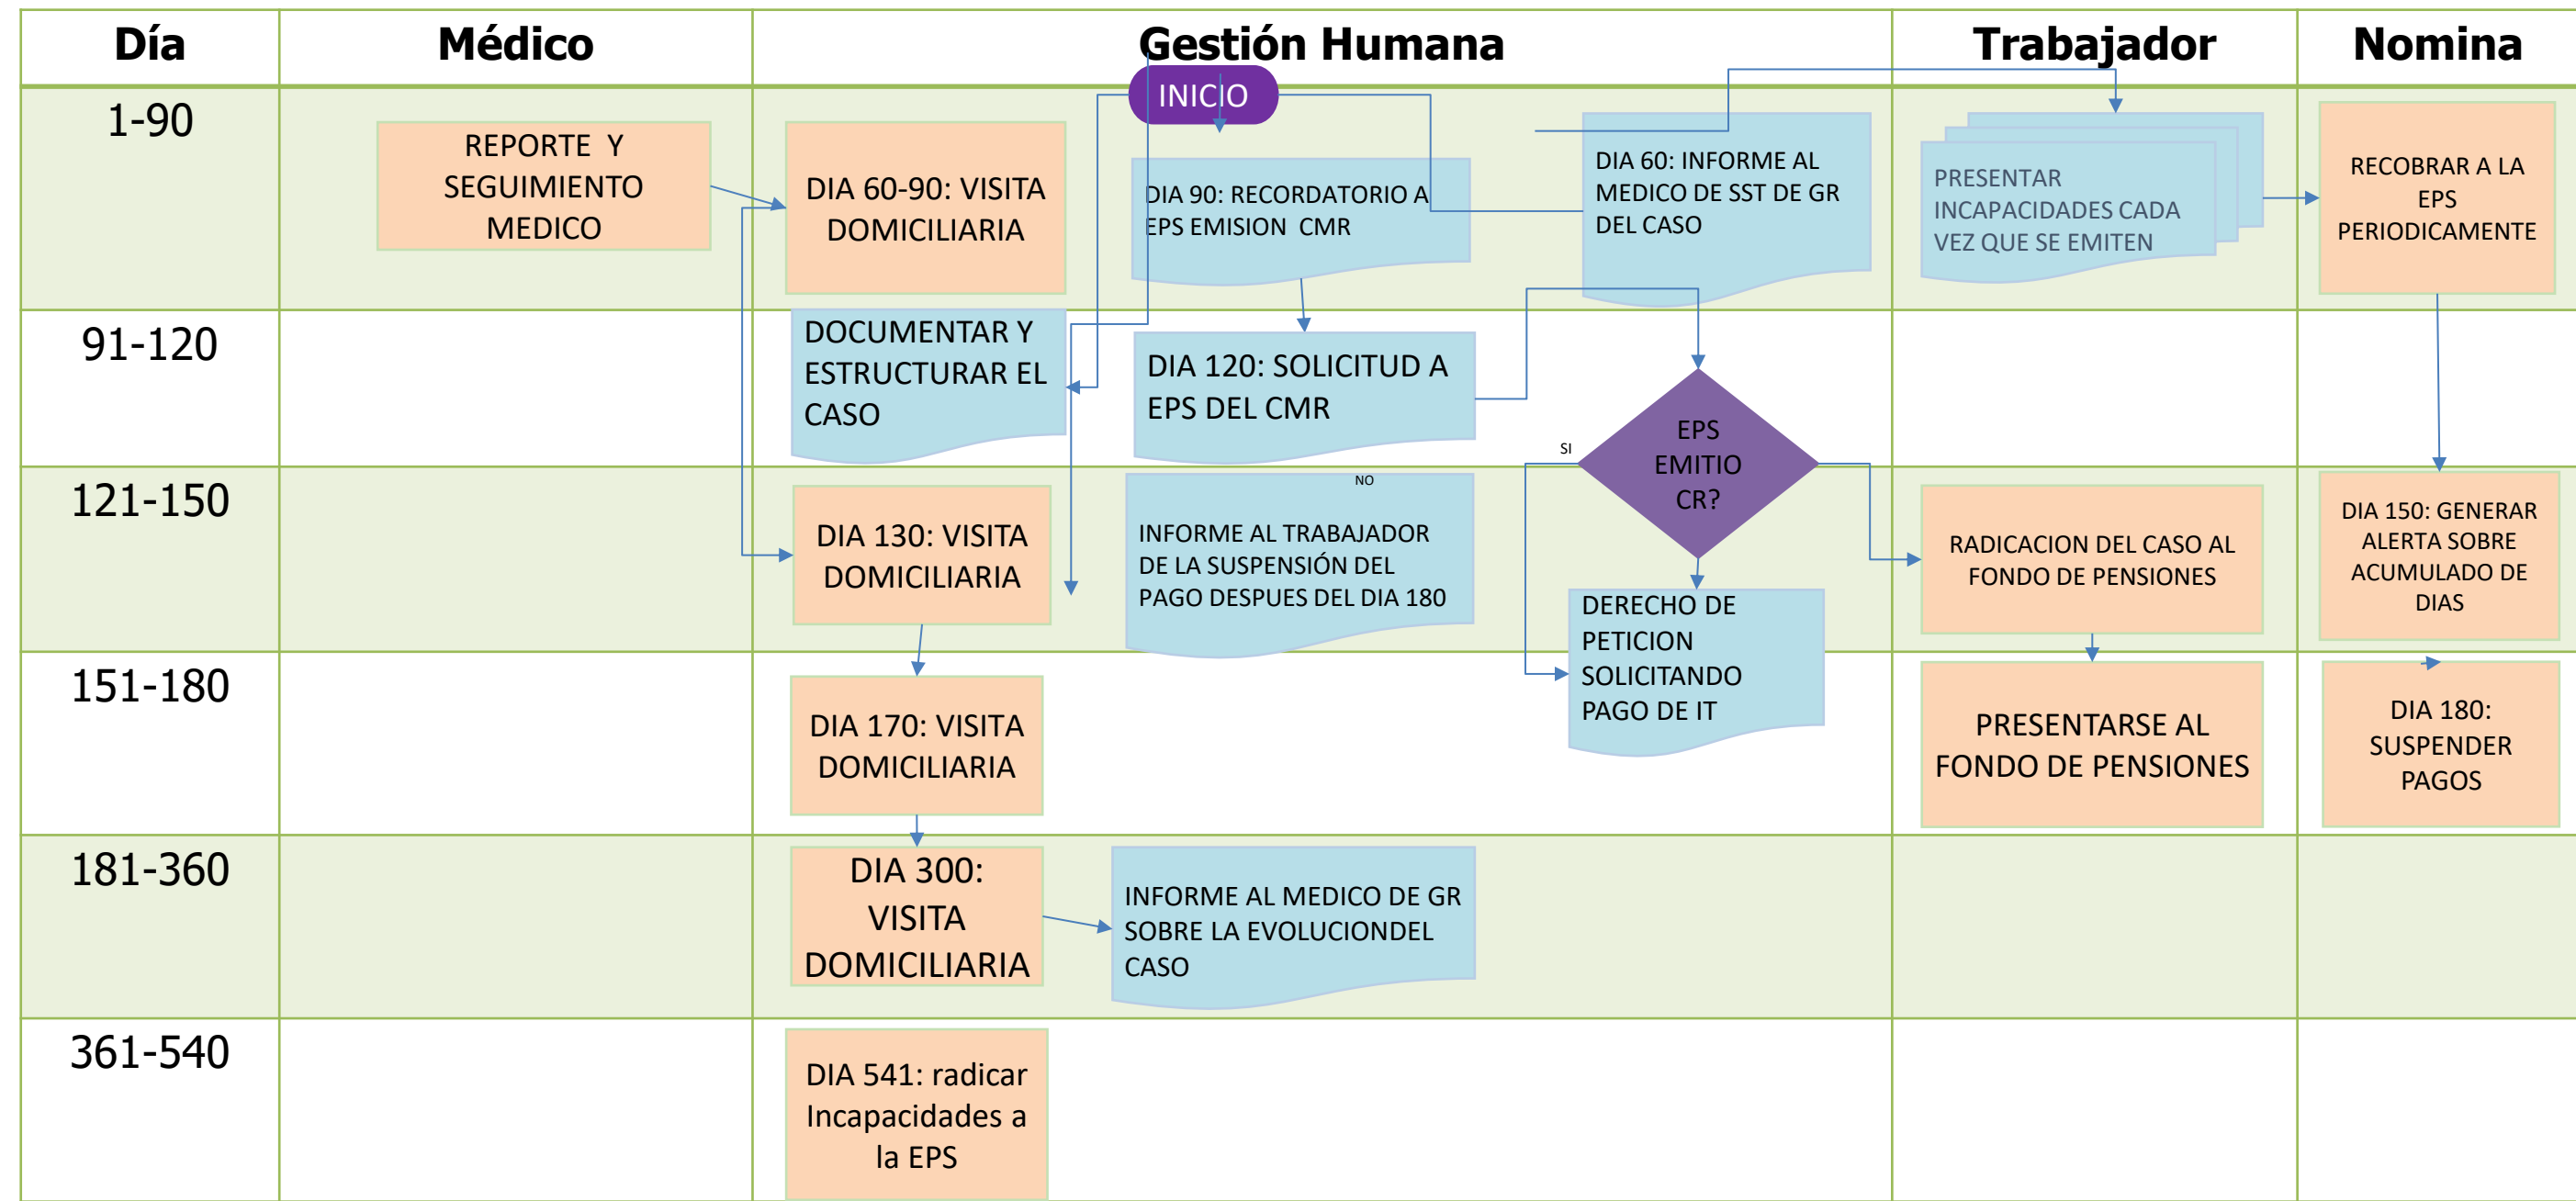 Día
Médico
Gestión Humana
Trabajador
Nomina
INICIO
1-90
REPORTE Y
SEGUIMIENTO
MEDICO
DIA 60-90: VISITA
DOMICILIARIA
DIA 90: RECORDATORIO A
EPS EMISION CMR
DIA 60: INFORME AL
MEDICO DE SST DE GR
DEL CASO
PRESENTAR
INCAPACIDADES CADA
VEZ QUE SE EMITEN
RECOBRAR A LA
EPS
PERIODICAMENTE
91-120
DOCUMENTAR Y
ESTRUCTURAR EL
CASO
DIA 120: SOLICITUD A
EPS DEL CMR
SI
EPS
EMITIO
CR?
121-150
DIA 130: VISITA
DOMICILIARIA
NO
INFORME AL TRABAJADOR
DE LA SUSPENSIÓN DEL
PAGO DESPUES DEL DIA 180
RADICACION DEL CASO AL
FONDO DE PENSIONES
DIA 150: GENERAR
ALERTA SOBRE
ACUMULADO DE
DIAS
DERECHO DE
PETICION
SOLICITANDO
PAGO DE IT
151-180
DIA 170: VISITA
DOMICILIARIA
PRESENTARSE AL
FONDO DE PENSIONES
DIA 180:
SUSPENDER
PAGOS
181-360
DIA 300:
VISITA
DOMICILIARIA
INFORME AL MEDICO DE GR
SOBRE LA EVOLUCIONDEL
CASO
361-540
DIA 541: radicar
Incapacidades a
la EPS